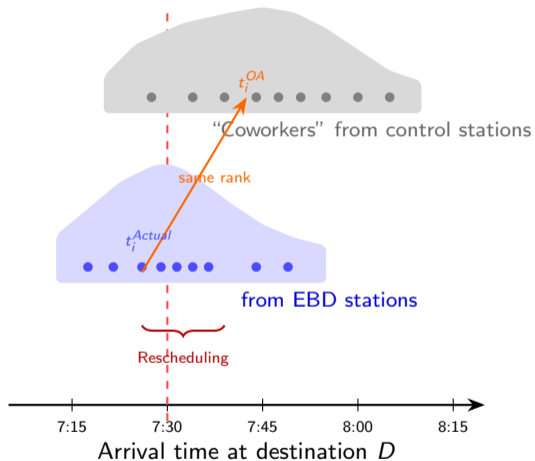 t_i^{OA}
“Coworkers” from control stations
same rank
t_i^{Actual}
from EBD stations
Rescheduling
7:15 7:30 7:45 8:00 8:15
Arrival time at destination D